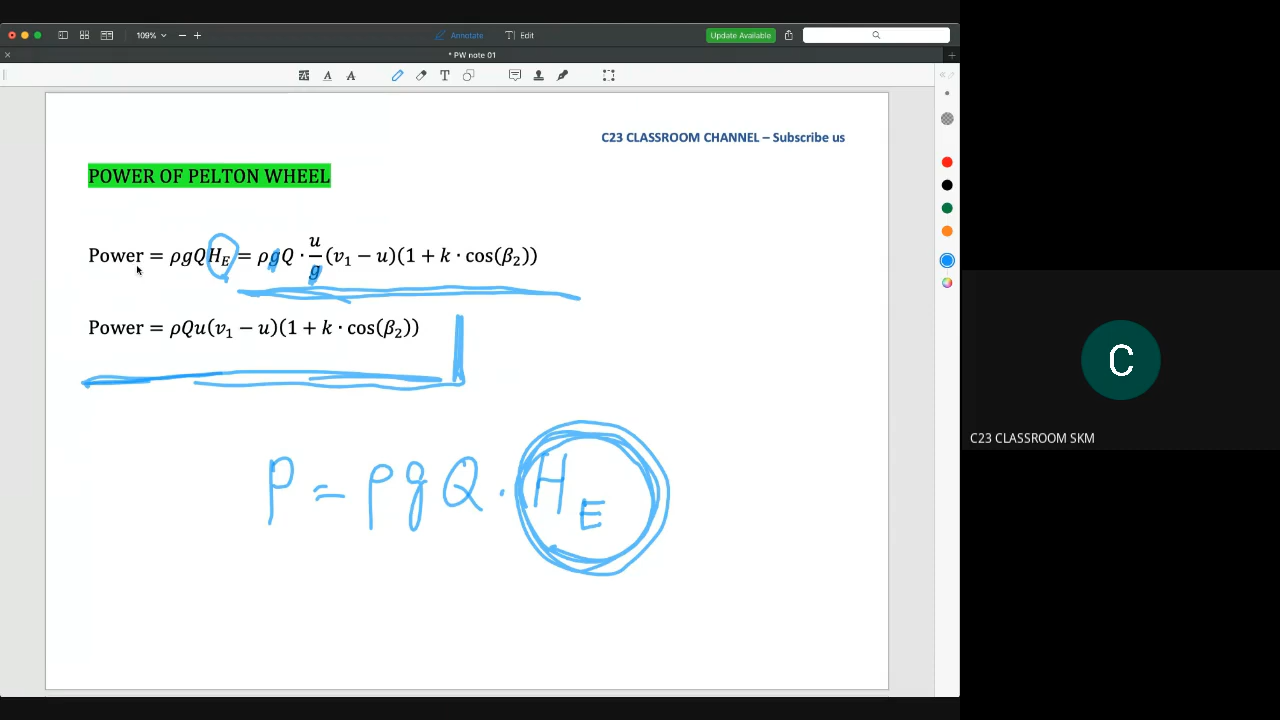 109%
Annotate
Edit
Update Available
* PW note 01
C23 CLASSROOM CHANNEL – Subscribe us
POWER OF PELTON WHEEL
Power = ρgQH_E = ρgQ · u/g (v₁ − u)(1 + k · cos(β₂))
Power = ρQu(v₁ − u)(1 + k · cos(β₂))
P = ρgQ · H_E
C
C23 CLASSROOM SKM